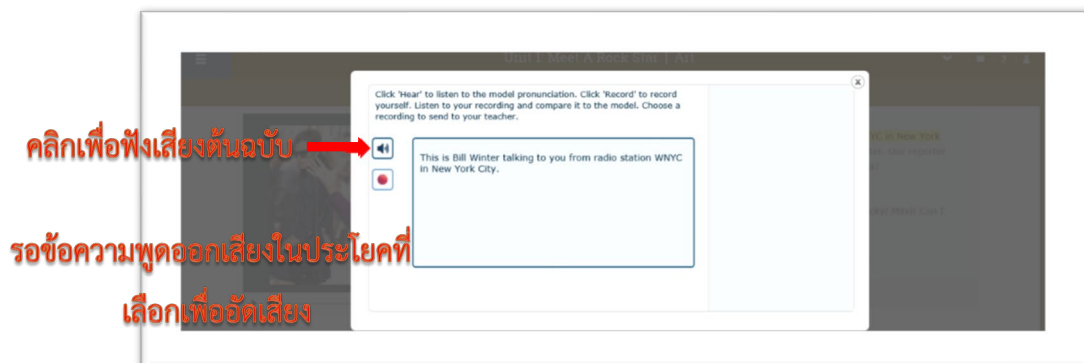 Unit 1: Meet A Rock Star | Art
Click 'Hear' to listen to the model pronunciation. Click 'Record' to record
yourself. Listen to your recording and compare it to the model. Choose a
recording to send to your teacher.
คลิกเพื่อฟังเสียงต้นฉบับ
This is Bill Winter talking to you from radio station WNYC
in New York City.
YC in New York
รอข้อความพูดออกเสียงในประโยคที่
เลือกเพื่ออัดเสียง